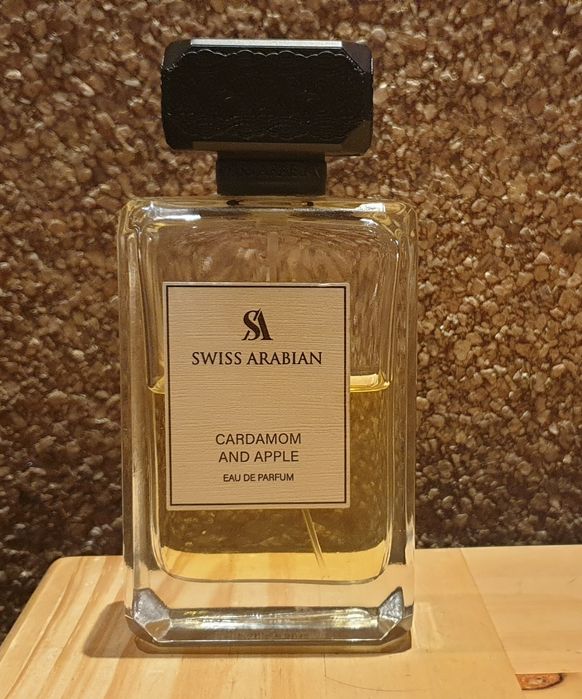 SA
SWISS ARABIAN
CARDAMOM
AND APPLE
EAU DE PARFUM